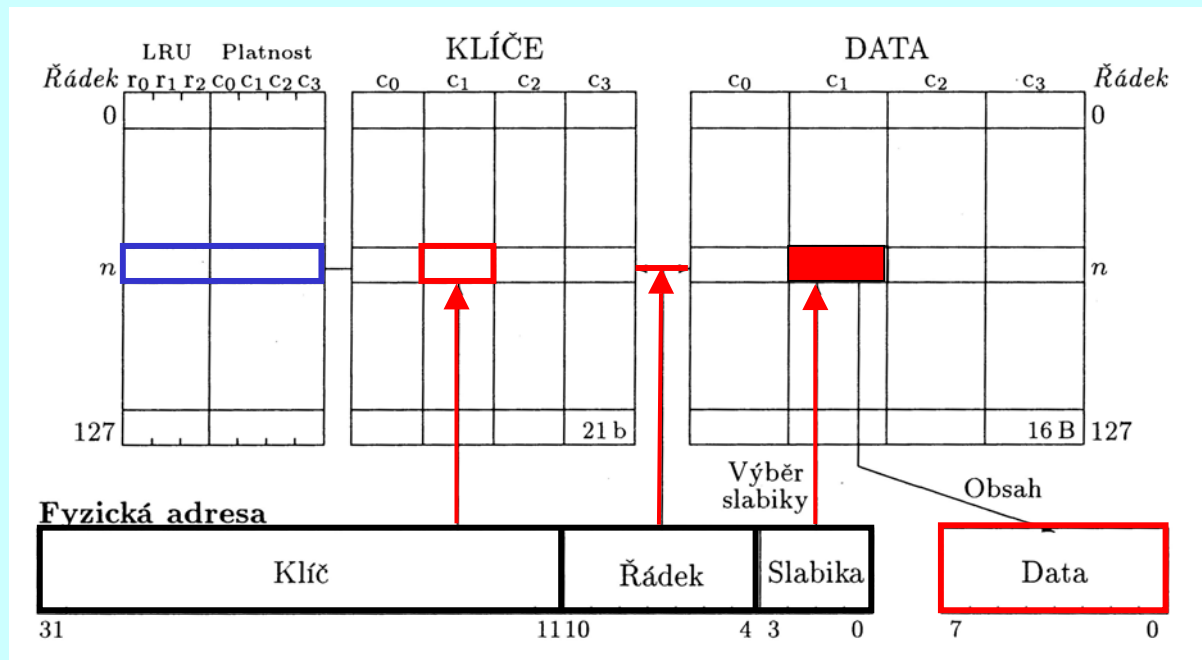 LRU Platnost KLÍČE DATA
Řádek r0 r1 r2 c0 c1 c2 c3 c0 c1 c2 c3 c0 c1 c2 c3 Řádek
0 0
n n
127 21 b 16 B 127
Výběr
slabiky
Obsah
Fyzická adresa
Klíč Řádek Slabika Data
31 11 10 4 3 0 7 0